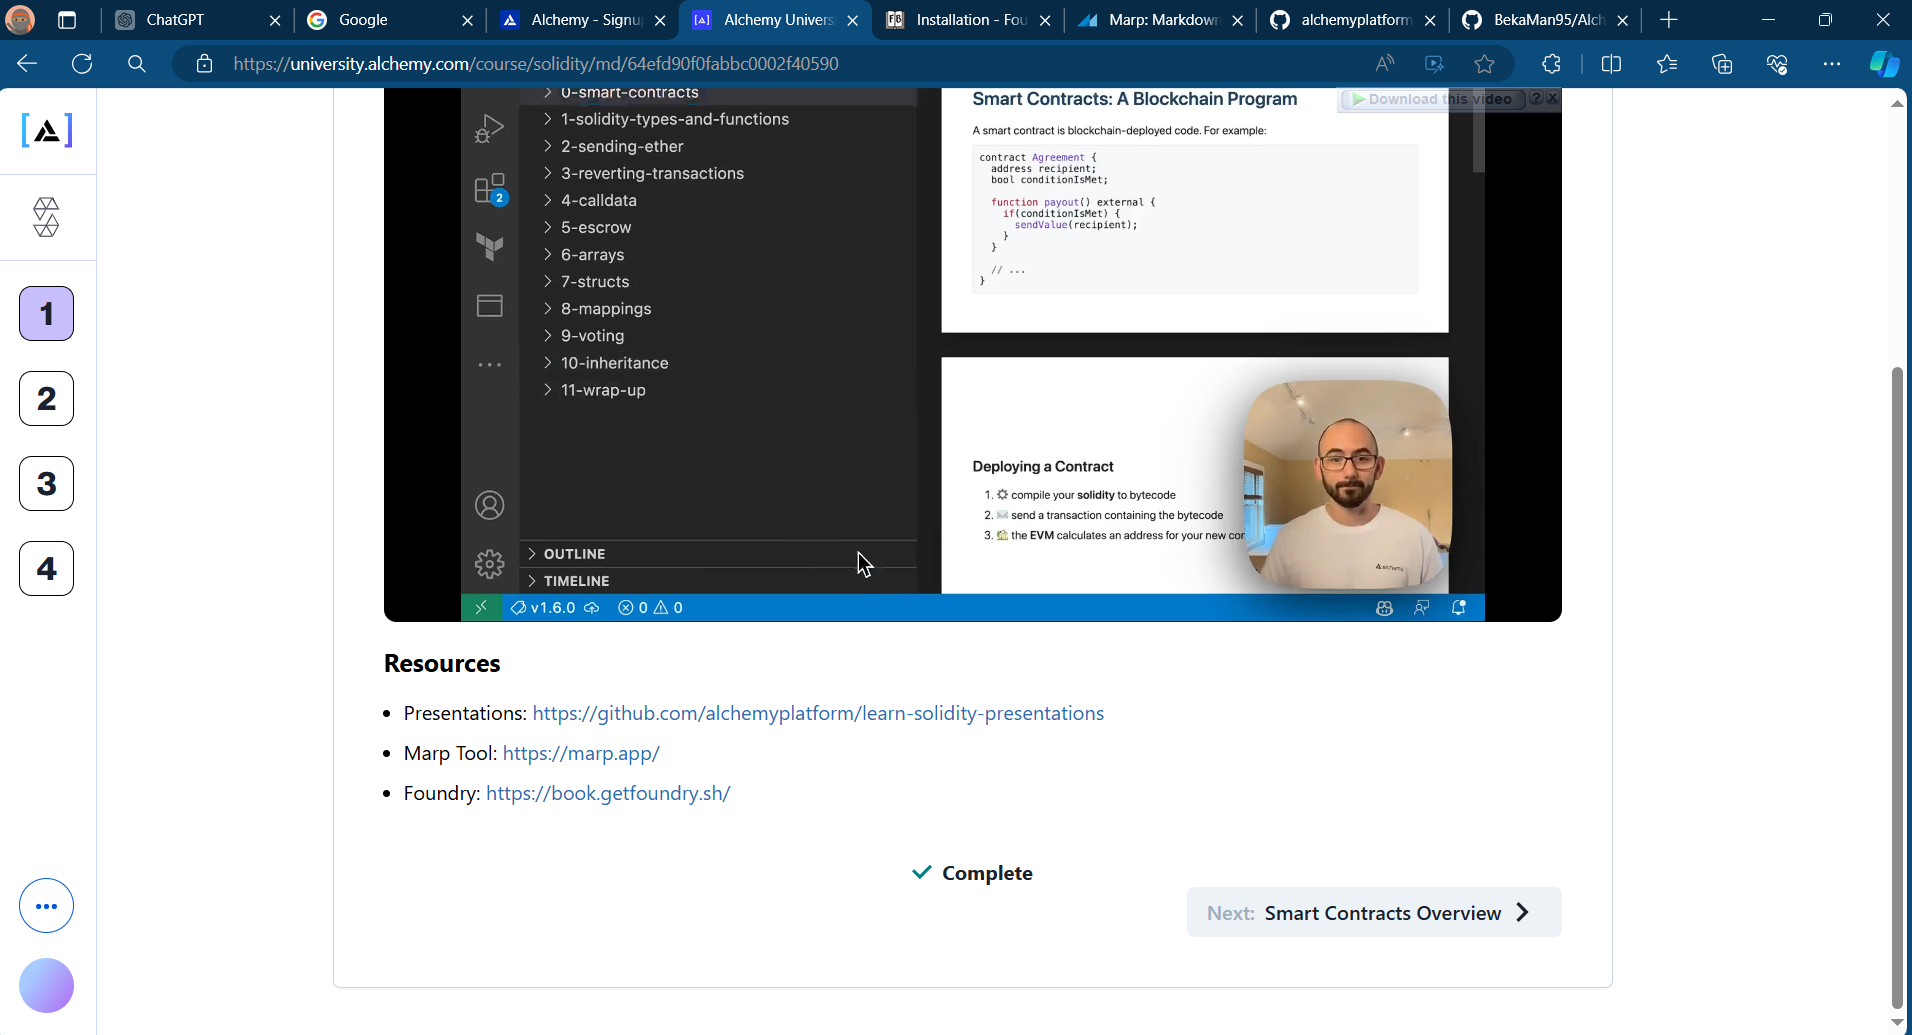 ChatGPT
Google
Alchemy - Signu
Alchemy Univers
FB
Installation - Fou
Marp: Markdown
alchemyplatform
BekaMan95/Alch
https://university.alchemy.com/course/solidity/md/64efd90f0fabbc0002f40590
1
2
3
4
2
0-smart-contracts
1-solidity-types-and-functions
2-sending-ether
3-reverting-transactions
4-calldata
5-escrow
6-arrays
7-structs
8-mappings
9-voting
10-inheritance
11-wrap-up
OUTLINE
TIMELINE
v1.6.0
0
0
Smart Contracts: A Blockchain Program
Download this video
?
A smart contract is blockchain-deployed code. For example:
contract Agreement {
address recipient;
bool conditionIsMet;
function payout() external {
if(conditionIsMet) {
sendValue(recipient);
}
}
// ...
}
Deploying a Contract
1. compile your solidity to bytecode
2. send a transaction containing the bytecode
3. the EVM calculates an address for your new con
alchemy
Resources
• Presentations: https://github.com/alchemyplatform/learn-solidity-presentations
• Marp Tool: https://marp.app/
• Foundry: https://book.getfoundry.sh/
Complete
Next: Smart Contracts Overview